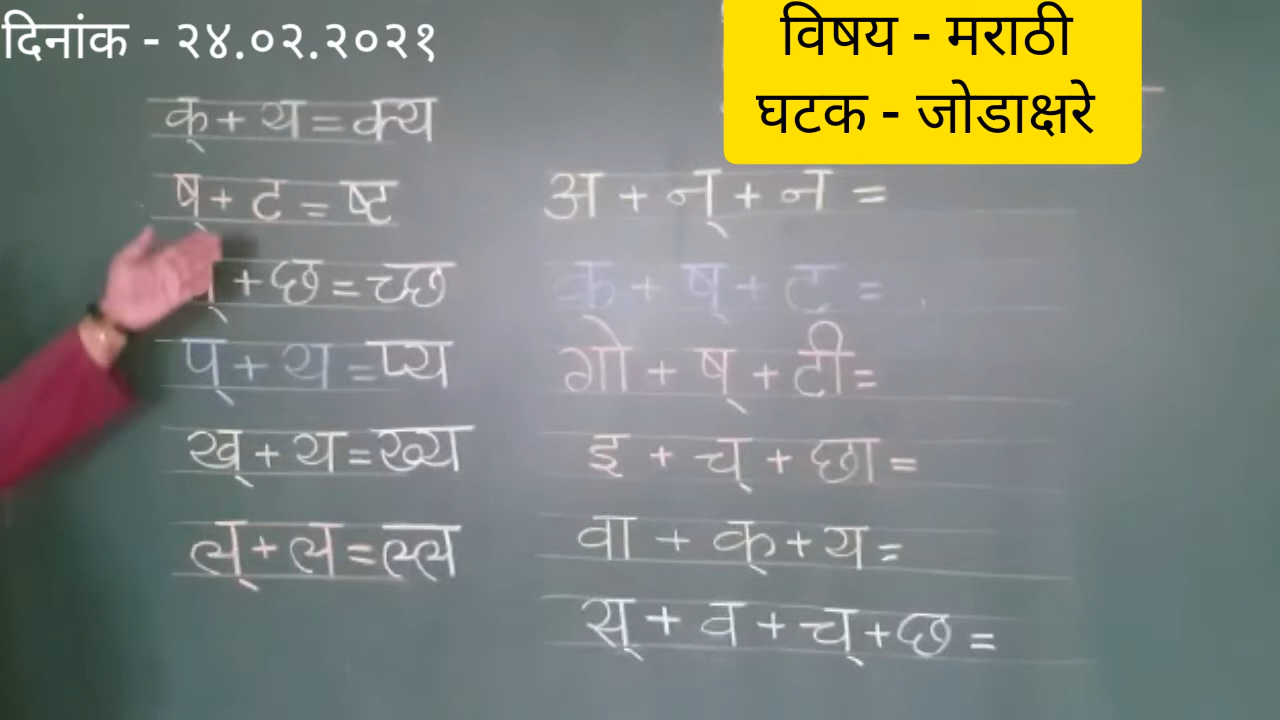 दिनांक - २४.०२.२०२१
विषय - मराठी
घटक - जोडाक्षरे
क् + य = क्य
ष् + ट = ष्ट
+ छ = च्छ
प् + य = प्य
ख् + य = ख्य
ल् + ल = ल्ल
अ + न् + न =
क + ष् + ट =
गो + ष् + टी =
इ + च् + छा =
वा + क् + य =
स् + व + च् + छ =